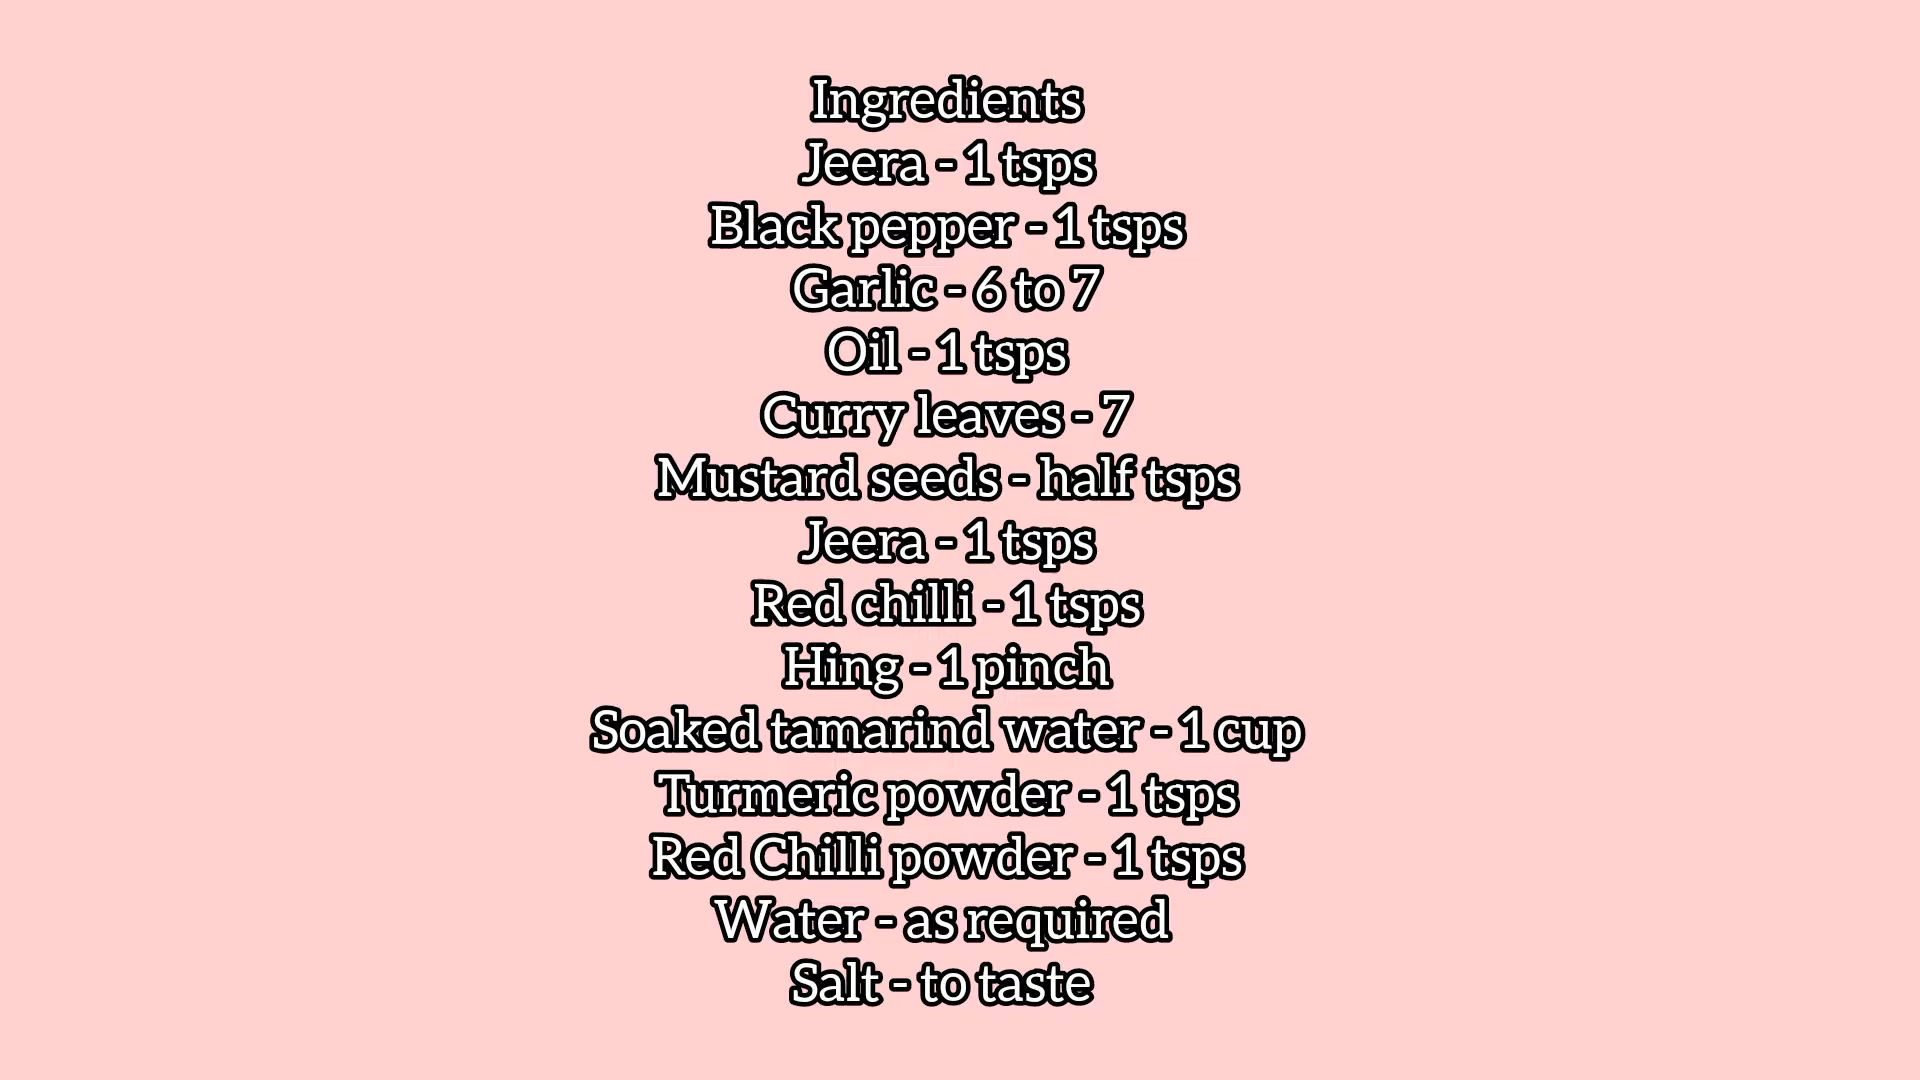 Ingredients
Jeera - 1 tsps
Black pepper - 1 tsps
Garlic - 6 to 7
Oil - 1 tsps
Curry leaves - 7
Mustard seeds - half tsps
Jeera - 1 tsps
Red chilli - 1 tsps
Hing - 1 pinch
Soaked tamarind water - 1 cup
Turmeric powder - 1 tsps
Red Chilli powder - 1 tsps
Water - as required
Salt - to taste